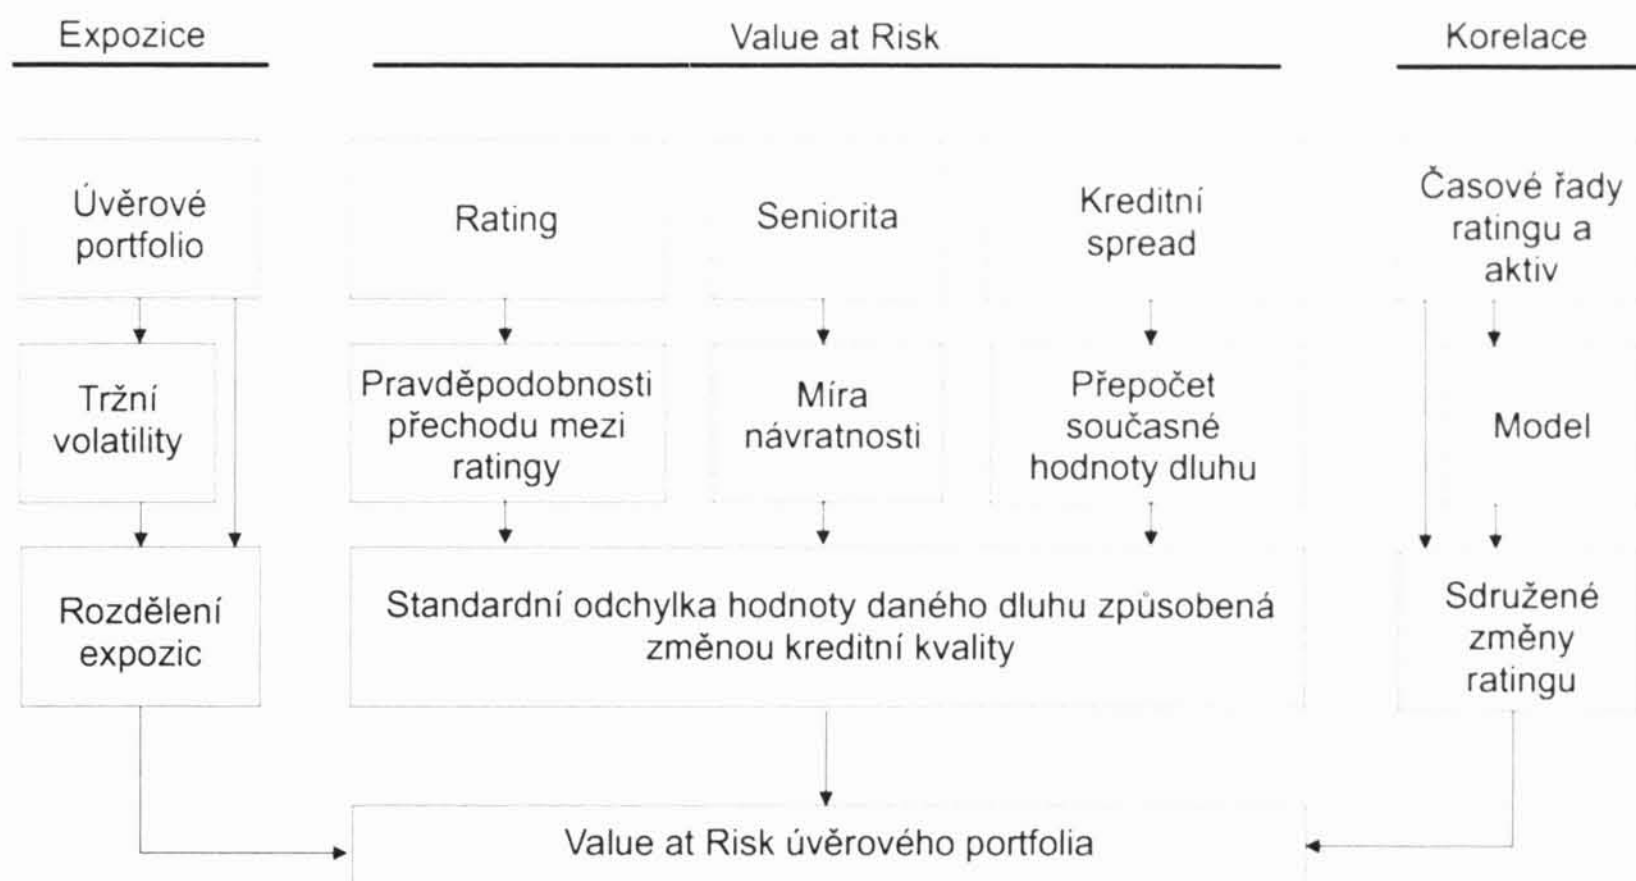 Expozice
Value at Risk
Korelace
Úvěrové
portfolio
Rating
Seniorita
Kreditní
spread
Časové řady
ratingu a
aktiv
Tržní
volatility
Pravděpodobnosti
přechodu mezi
ratingy
Míra
návratnosti
Přepočet
současné
hodnoty dluhu
Model
Rozdělení
expozic
Standardní odchylka hodnoty daného dluhu způsobená
změnou kreditní kvality
Sdružené
změny
ratingu
Value at Risk úvěrového portfolia